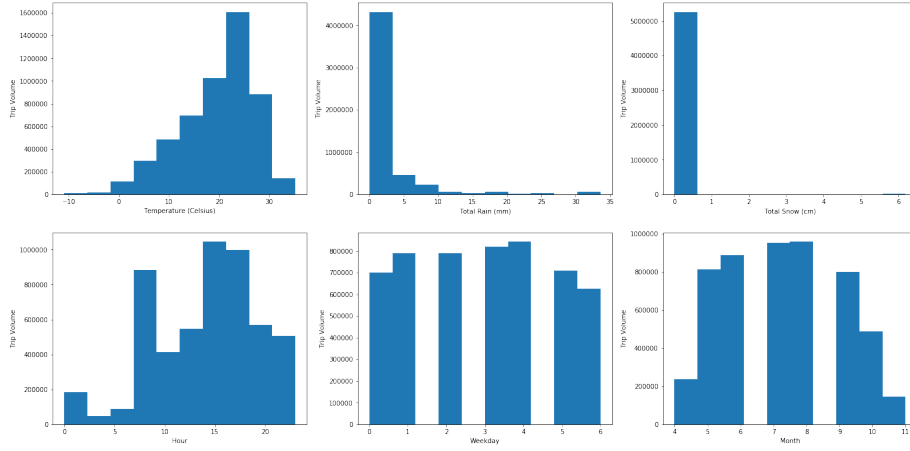 1600000
1400000
1200000
1000000
800000
600000
400000
200000
0
Trip Volume
−10 0 10 20 30
Temperature (Celsius)
4000000
3000000
2000000
1000000
0
Trip Volume
0 5 10 15 20 25 30 35
Total Rain (mm)
5000000
4000000
3000000
2000000
1000000
0
Trip Volume
0 1 2 3 4 5 6
Total Snow (cm)
1000000
800000
600000
400000
200000
0
Trip Volume
0 5 10 15 20
Hour
800000
700000
600000
500000
400000
300000
200000
100000
0
Trip Volume
0 1 2 3 4 5 6
Weekday
1000000
800000
600000
400000
200000
0
Trip Volume
4 5 6 7 8 9 10 11
Month